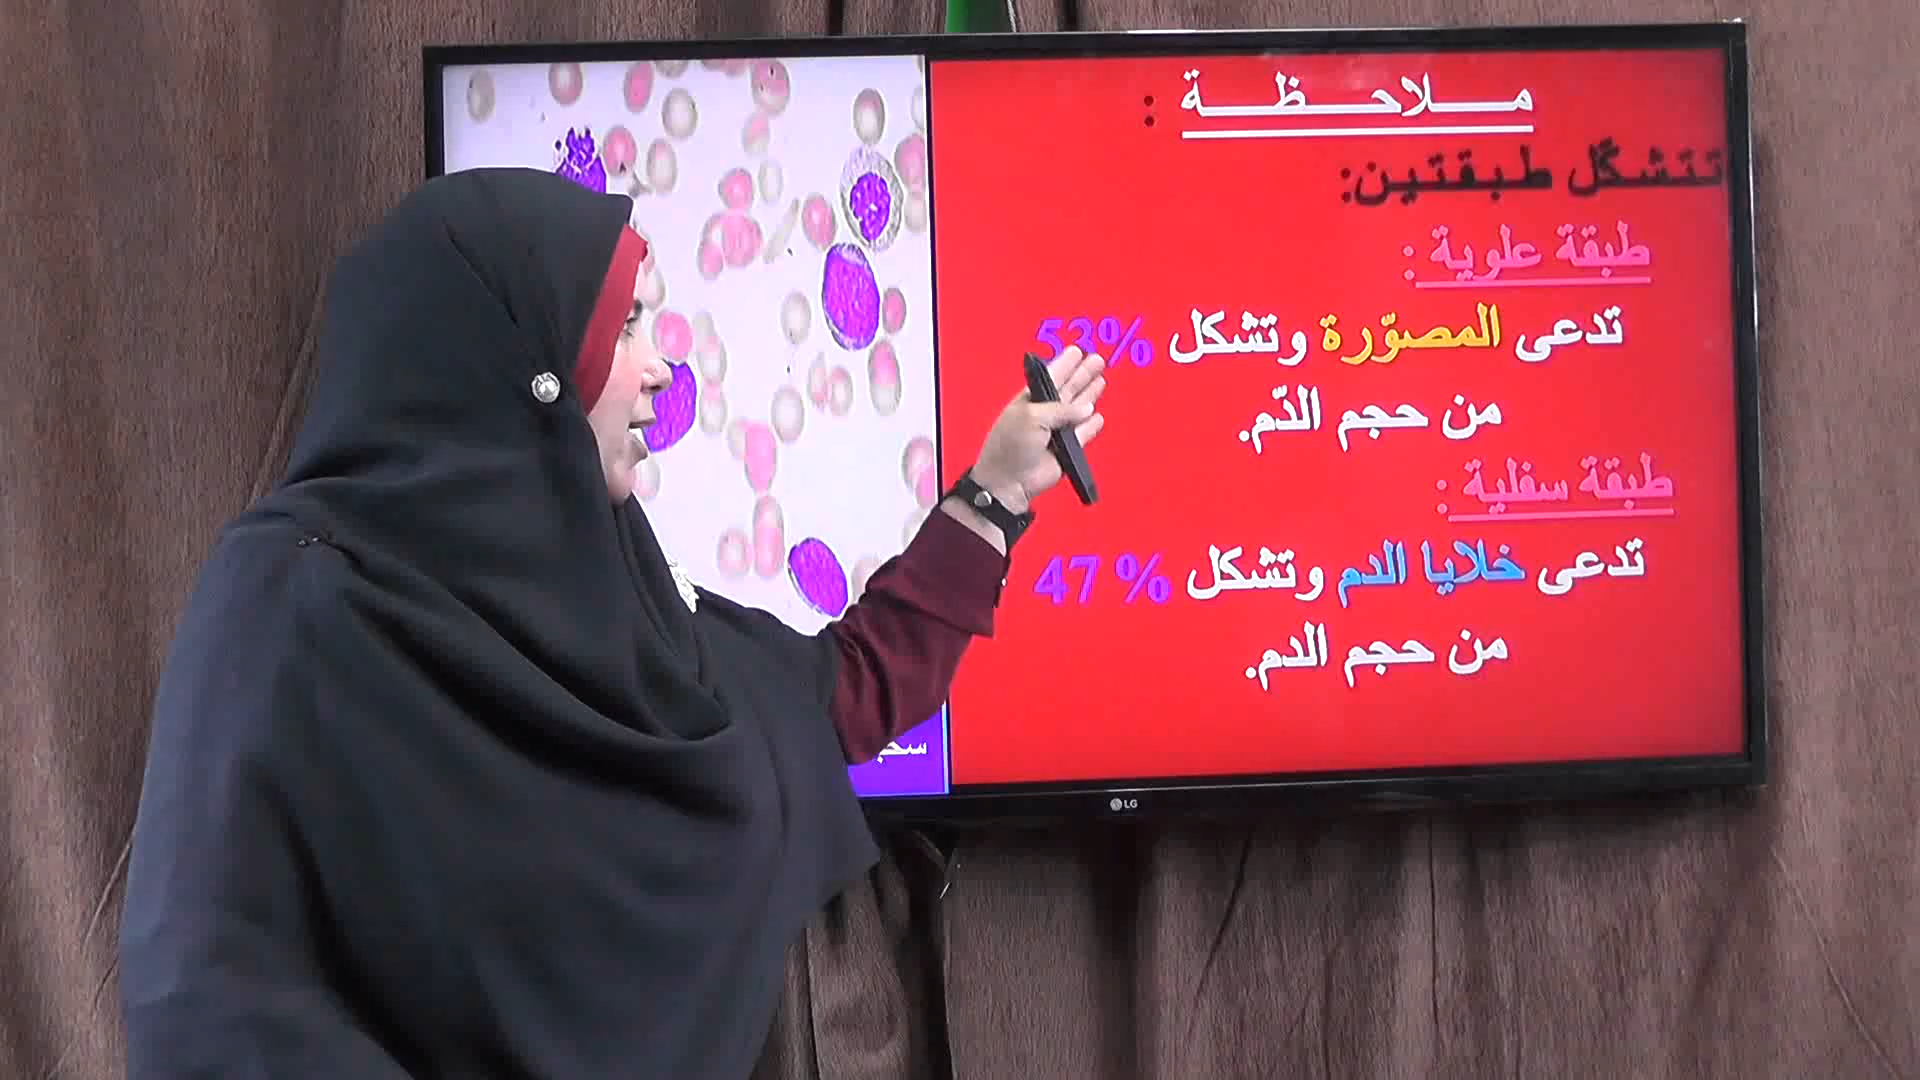 ملاحظة :
تتشكّل طبقتين:
طبقة علوية :
تدعى المصوّرة وتشكل 53%
من حجم الدّم.
طبقة سفلية :
تدعى خلايا الدم وتشكل % 47
من حجم الدم.
LG